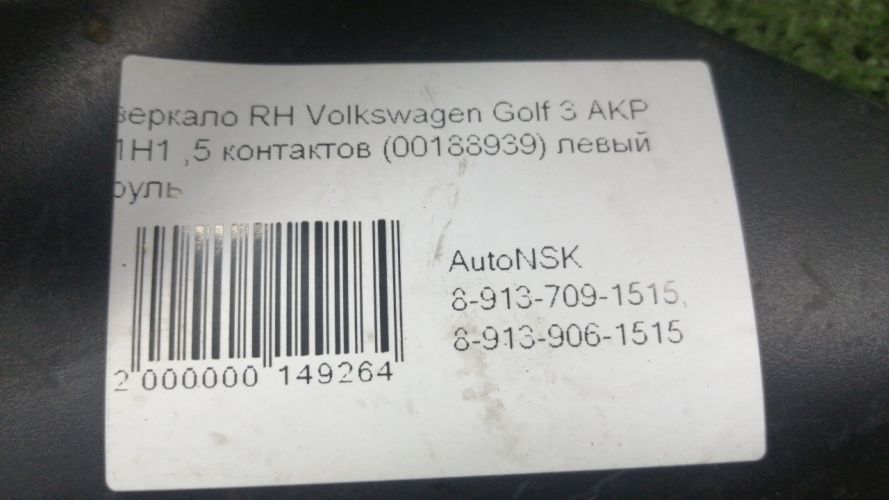 зеркало RH Volkswagen Golf 3 AKP
1H1 ,5 контактов (00188939) левый
руль
AutoNSK
8-913-709-1515,
8-913-906-1515
2 000000 149264